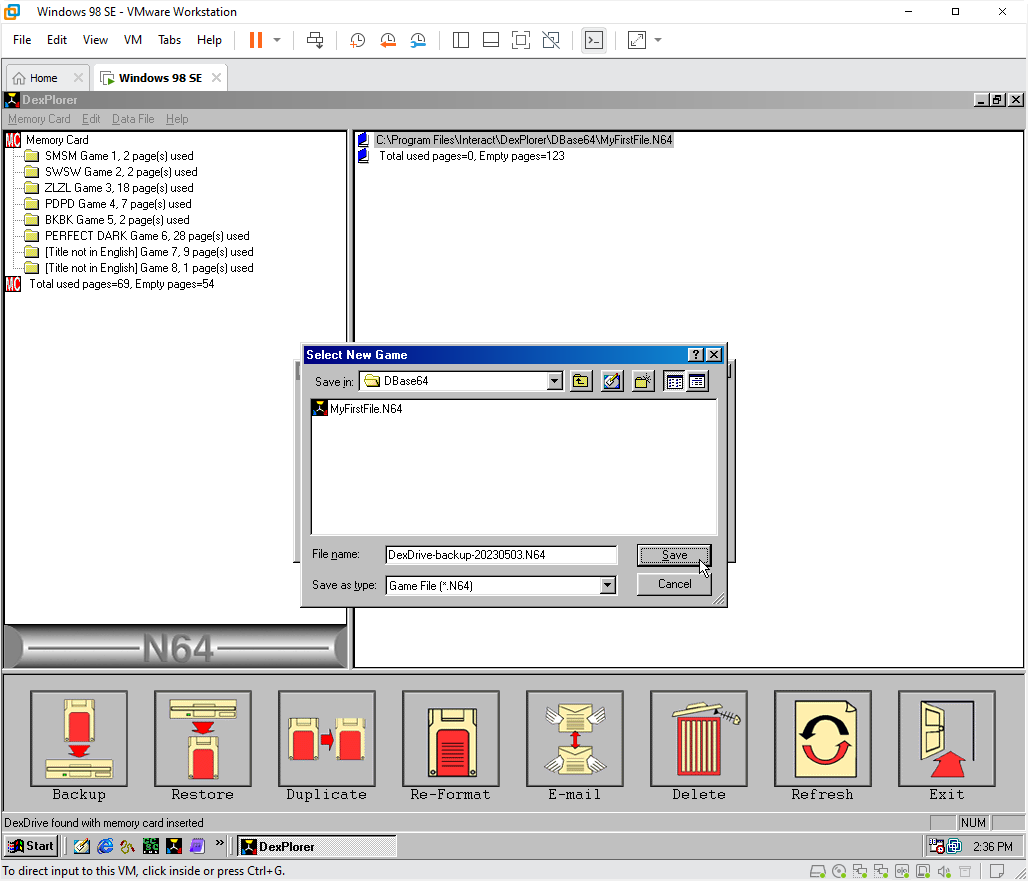 Windows 98 SE - VMware Workstation
File Edit View VM Tabs Help
Home Windows 98 SE
DexPlorer
Memory Card Edit Data File Help
MC Memory Card
SMSM Game 1, 2 page(s) used
SWSW Game 2, 2 page(s) used
ZLZL Game 3, 18 page(s) used
PDPD Game 4, 7 page(s) used
BKBK Game 5, 2 page(s) used
PERFECT DARK Game 6, 28 page(s) used
[Title not in English] Game 7, 9 page(s) used
[Title not in English] Game 8, 1 page(s) used
MC Total used pages=69, Empty pages=54
C:\Program Files\Interact\DexPlorer\DBase64\MyFirstFile.N64
Total used pages=0, Empty pages=123
Select New Game
Save in: DBase64
MyFirstFile.N64
File name: DexDrive-backup-20230503.N64 Save
Save as type: Game File (*.N64) Cancel
N64
Backup Restore Duplicate Re-Format E-mail Delete Refresh Exit
DexDrive found with memory card inserted NUM
Start DexPlorer 2:36 PM
To direct input to this VM, click inside or press Ctrl+G.